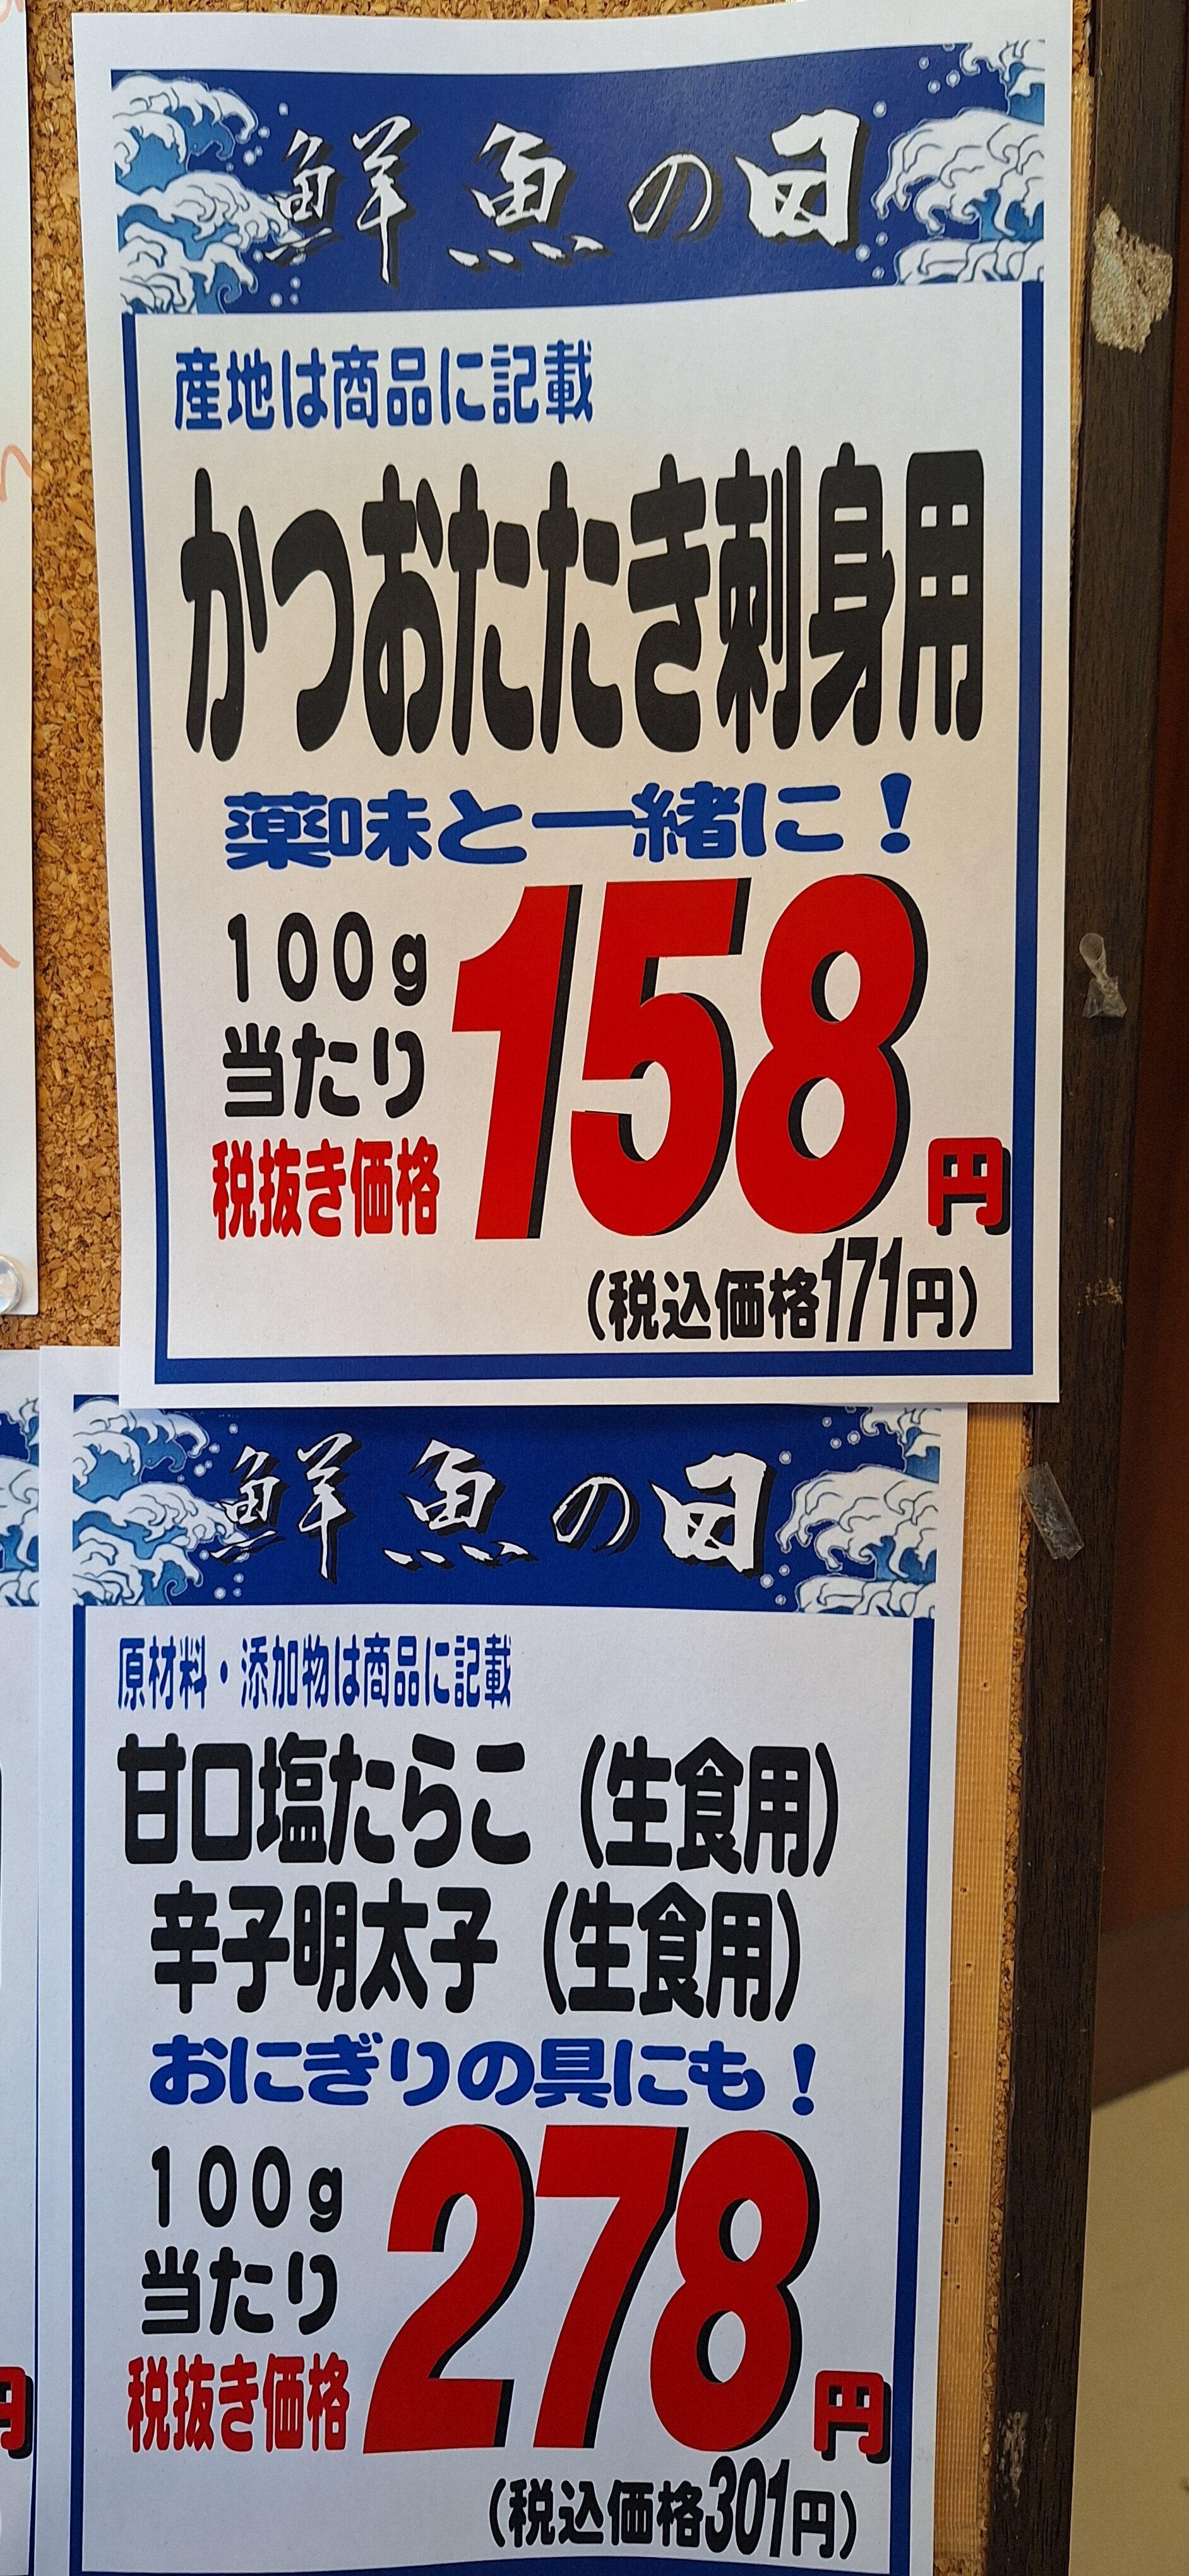 鮮魚の日
産地は商品に記載
かつおたたき刺身用
薬味と一緒に！
100g
当たり
税抜き価格
158円
(税込価格171円)
鮮魚の日
原材料・添加物は商品に記載
甘口塩たらこ(生食用)
辛子明太子(生食用)
おにぎりの具にも！
100g
当たり
税抜き価格
278円
(税込価格301円)
円